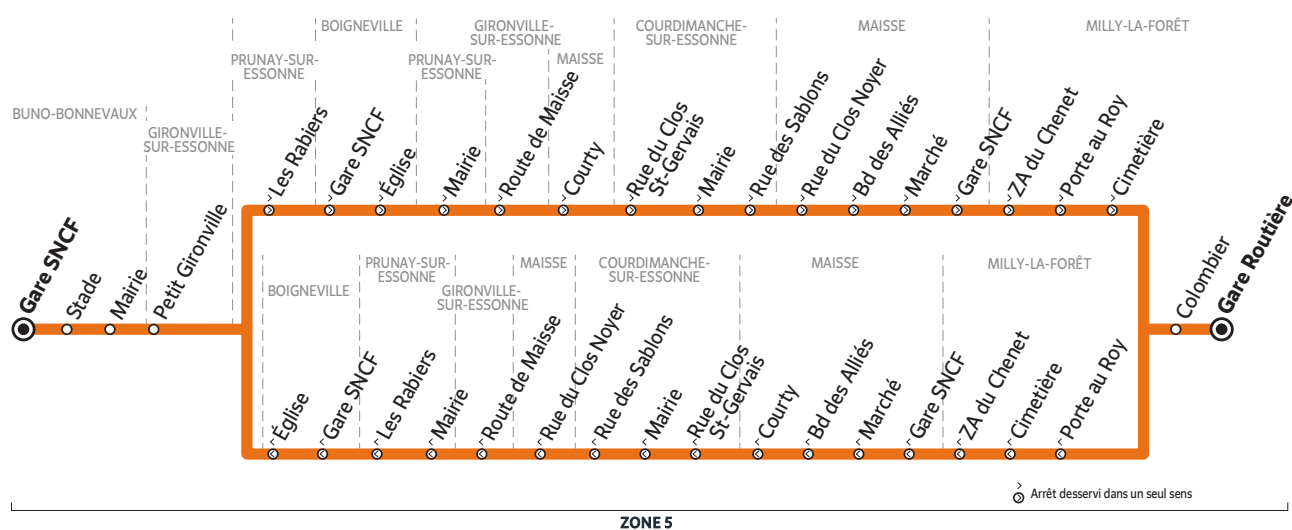 BOIGNEVILLE
GIRONVILLE-
SUR-ESSONNE
COURDIMANCHE-
SUR-ESSONNE
MAISSE
MILLY-LA-FORÊT
PRUNAY-SUR-
ESSONNE
PRUNAY-SUR-
ESSONNE
MAISSE
BUNO-BONNEVAUX
GIRONVILLE-
SUR-ESSONNE
Gare SNCF
Stade
Mairie
Petit Gironville
Les Rabiers
Gare SNCF
Église
Mairie
Route de Maisse
Courty
Rue du Clos
St-Gervais
Mairie
Rue des Sablons
Rue du Clos Noyer
Bd des Alliés
Marché
Gare SNCF
ZA du Chenet
Porte au Roy
Cimetière
Colombier
Gare Routière
BOIGNEVILLE
PRUNAY-SUR-
ESSONNE
GIRONVILLE-
SUR-ESSONNE
MAISSE
COURDIMANCHE-
SUR-ESSONNE
MAISSE
MILLY-LA-FORÊT
Église
Gare SNCF
Les Rabiers
Mairie
Route de Maisse
Rue du Clos Noyer
Rue des Sablons
Mairie
Rue du Clos
St-Gervais
Courty
Bd des Alliés
Marché
Gare SNCF
ZA du Chenet
Cimetière
Porte au Roy
Arrêt desservi dans un seul sens
ZONE 5